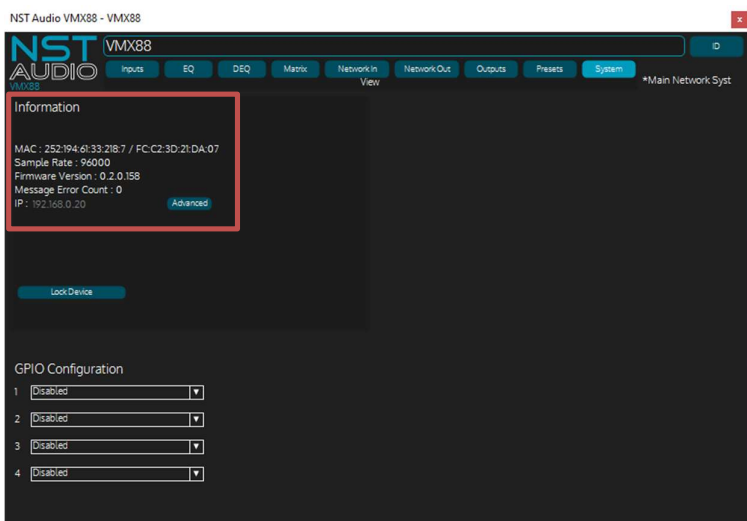 NST Audio VMX88 - VMX88
x
NST
AUDIO
VMX88
VMX88
ID
Inputs
EQ
DEQ
Matrix
Network In
Network Out
Outputs
Presets
System
View
*Main Network Syst
Information
MAC : 252:194:61:33:218:7 / FC:C2:3D:21:DA:07
Sample Rate : 96000
Firmware Version : 0.2.0.158
Message Error Count : 0
IP : 192.168.0.20
Advanced
Lock Device
GPIO Configuration
1 Disabled
2 Disabled
3 Disabled
4 Disabled